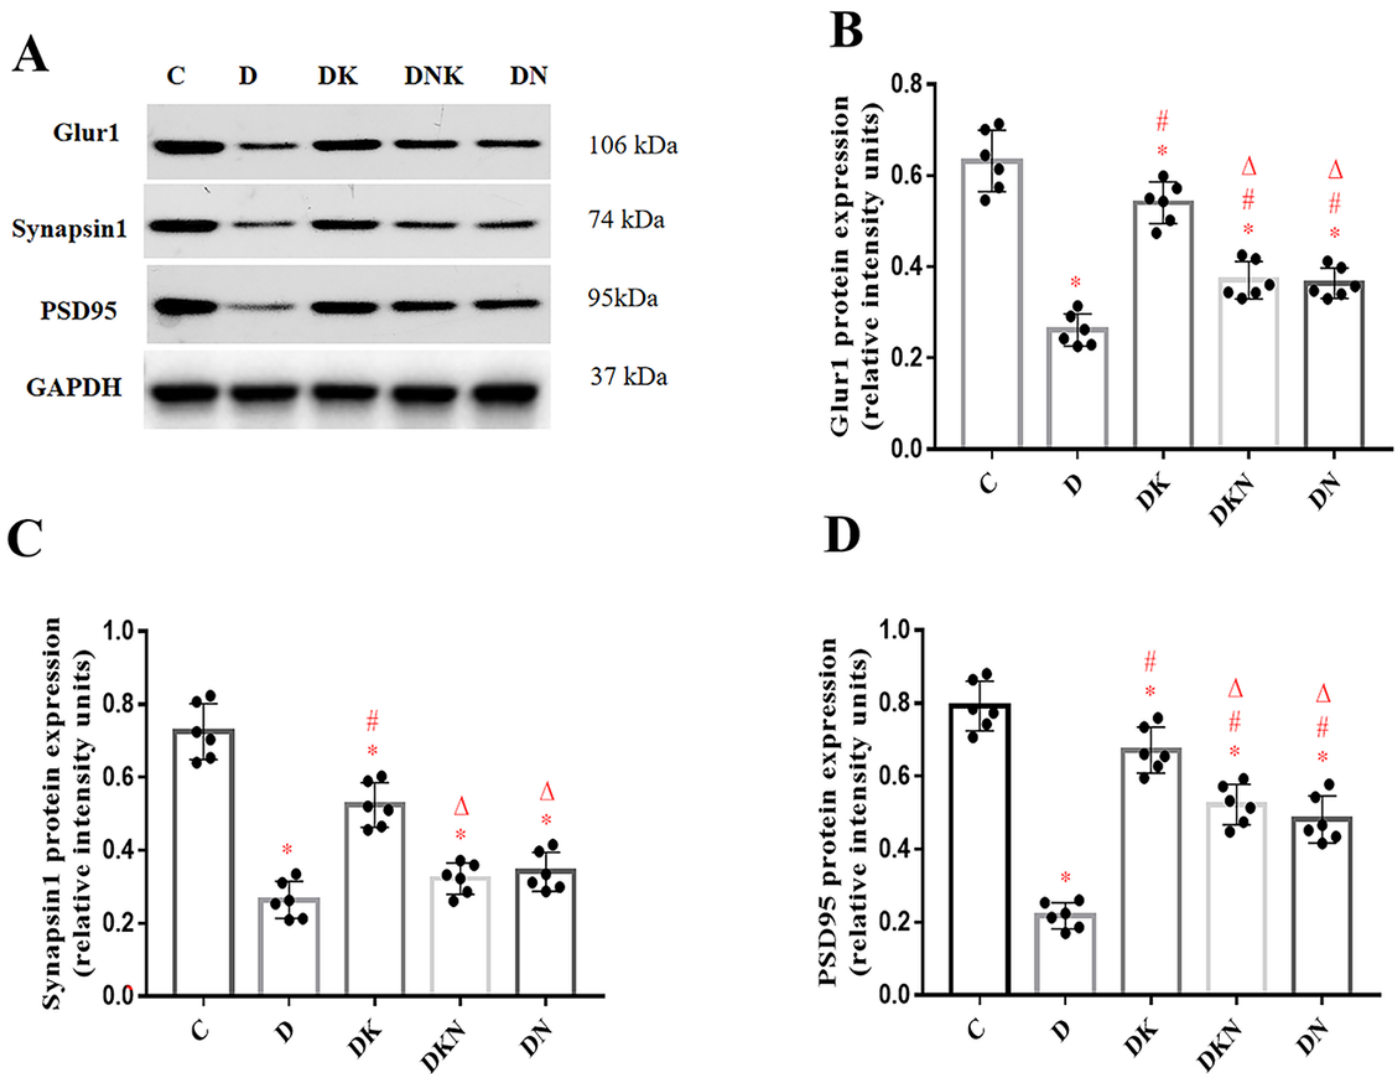 A
C D DK DNK DN
Glur1 106 kDa
Synapsin1 74 kDa
PSD95 95kDa
GAPDH 37 kDa
B
Glur1 protein expression
(relative intensity units)
0.8
0.6
0.4
0.2
0.0
*
#
*
Δ
#
*
Δ
#
*
C D DK DKN DN
C
Synapsin1 protein expression
(relative intensity units)
1.0
0.8
0.6
0.4
0.2
0.0
*
#
*
Δ
*
Δ
*
C D DK DKN DN
D
PSD95 protein expression
(relative intensity units)
1.0
0.8
0.6
0.4
0.2
0.0
*
#
*
Δ
#
*
Δ
#
*
C D DK DKN DN